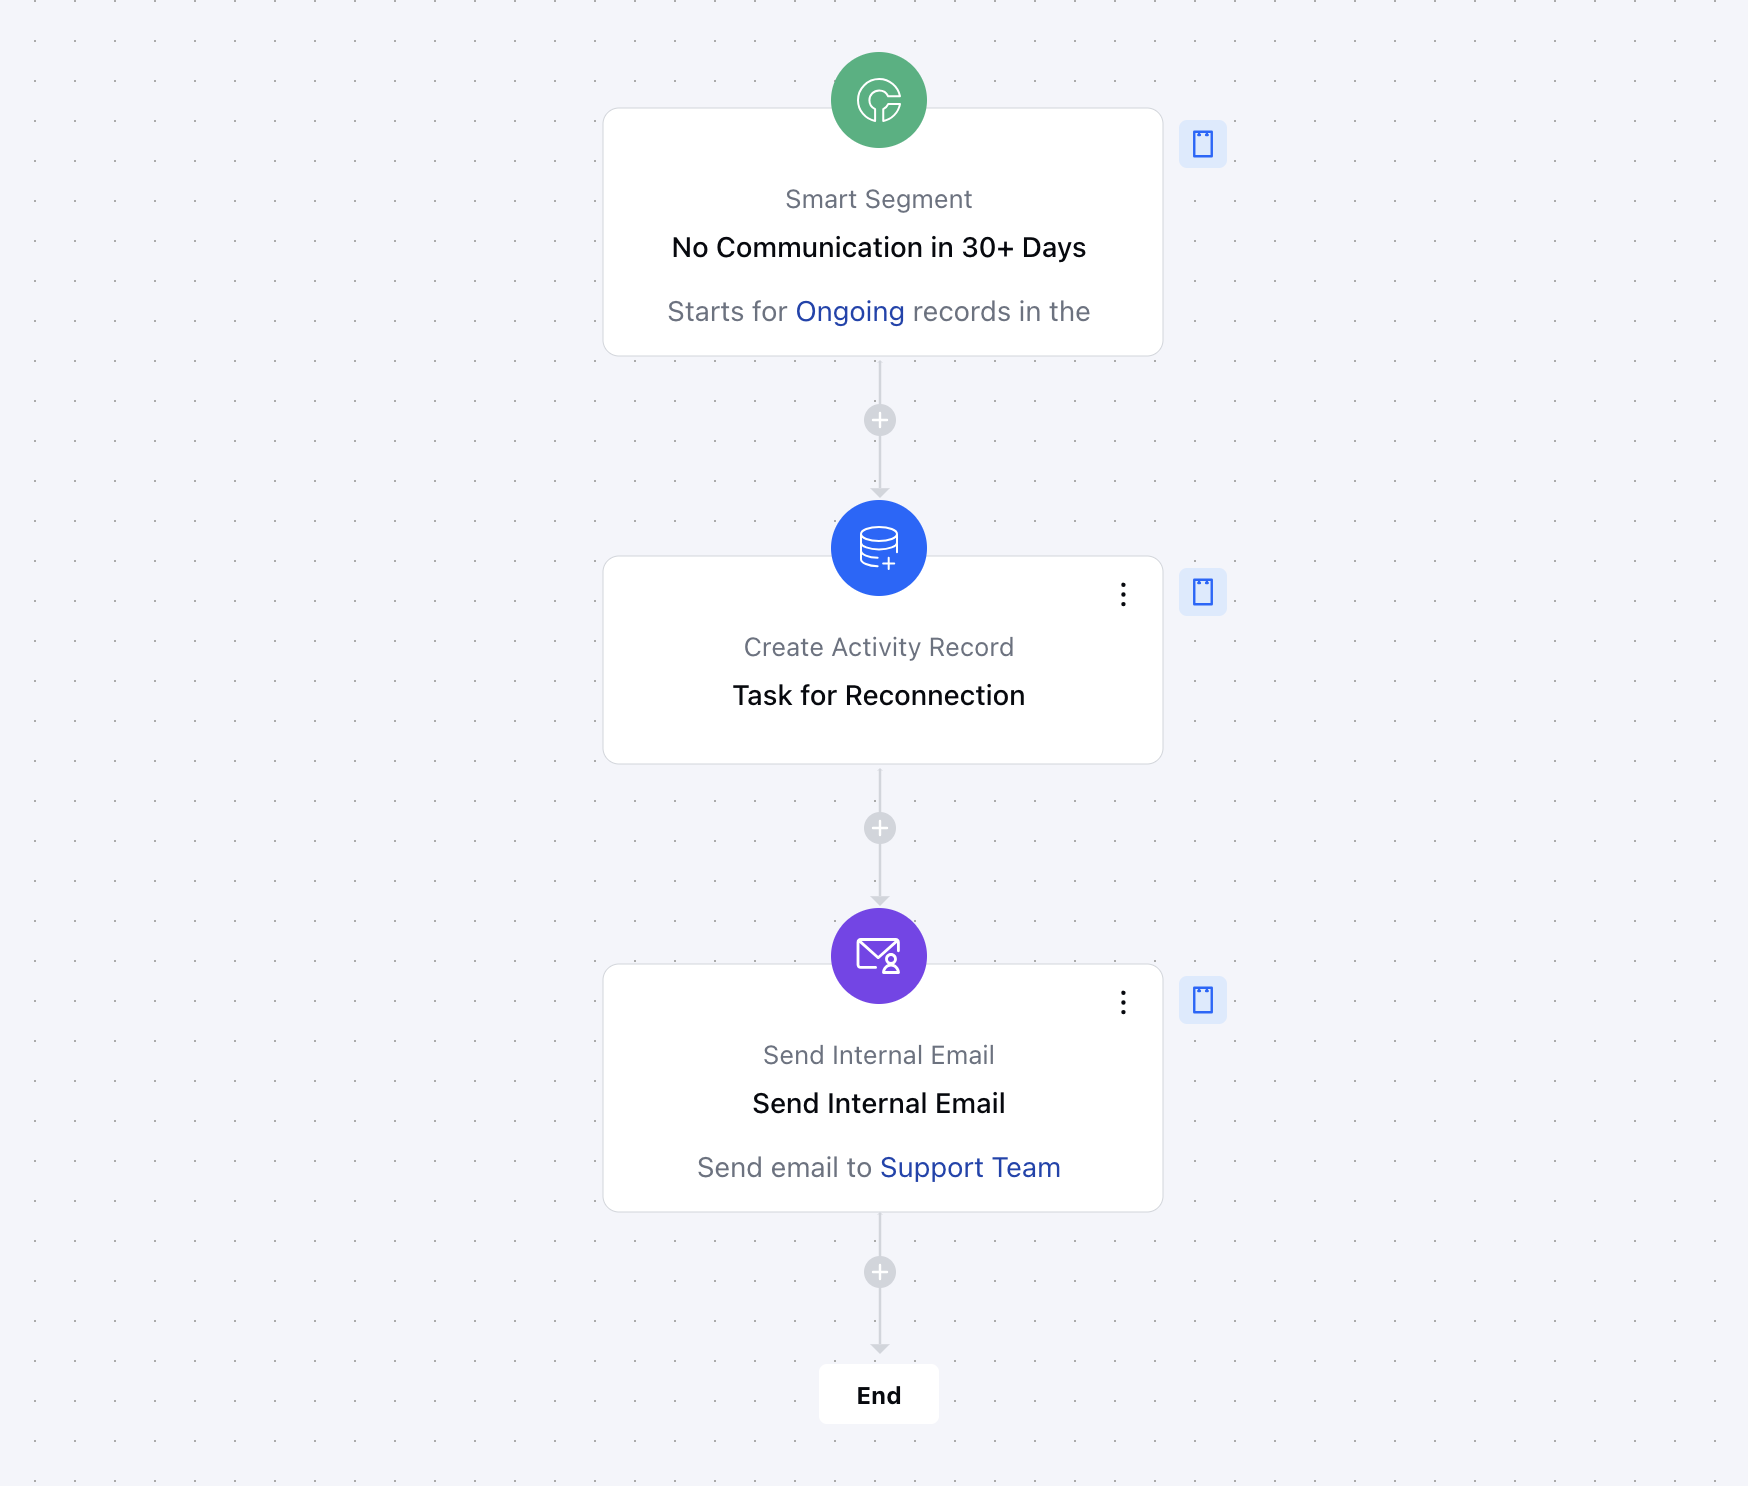 Smart Segment
No Communication in 30+ Days
Starts for Ongoing records in the
Create Activity Record
Task for Reconnection
Send Internal Email
Send Internal Email
Send email to Support Team
End